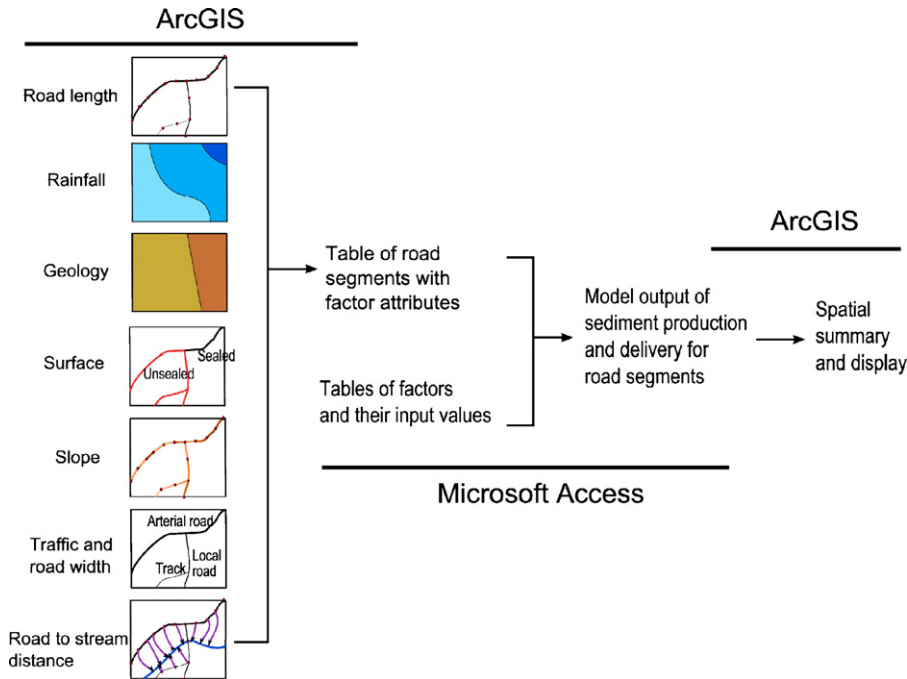 ArcGIS
Road length
Rainfall
Geology
Surface
Sealed
Unsealed
Slope
Traffic and
road width
Arterial road
Local
road
Track
Road to stream
distance
Table of road
segments with
factor attributes
Tables of factors
and their input values
Microsoft Access
Model output of
sediment production
and delivery for
road segments
ArcGIS
Spatial
summary
and display